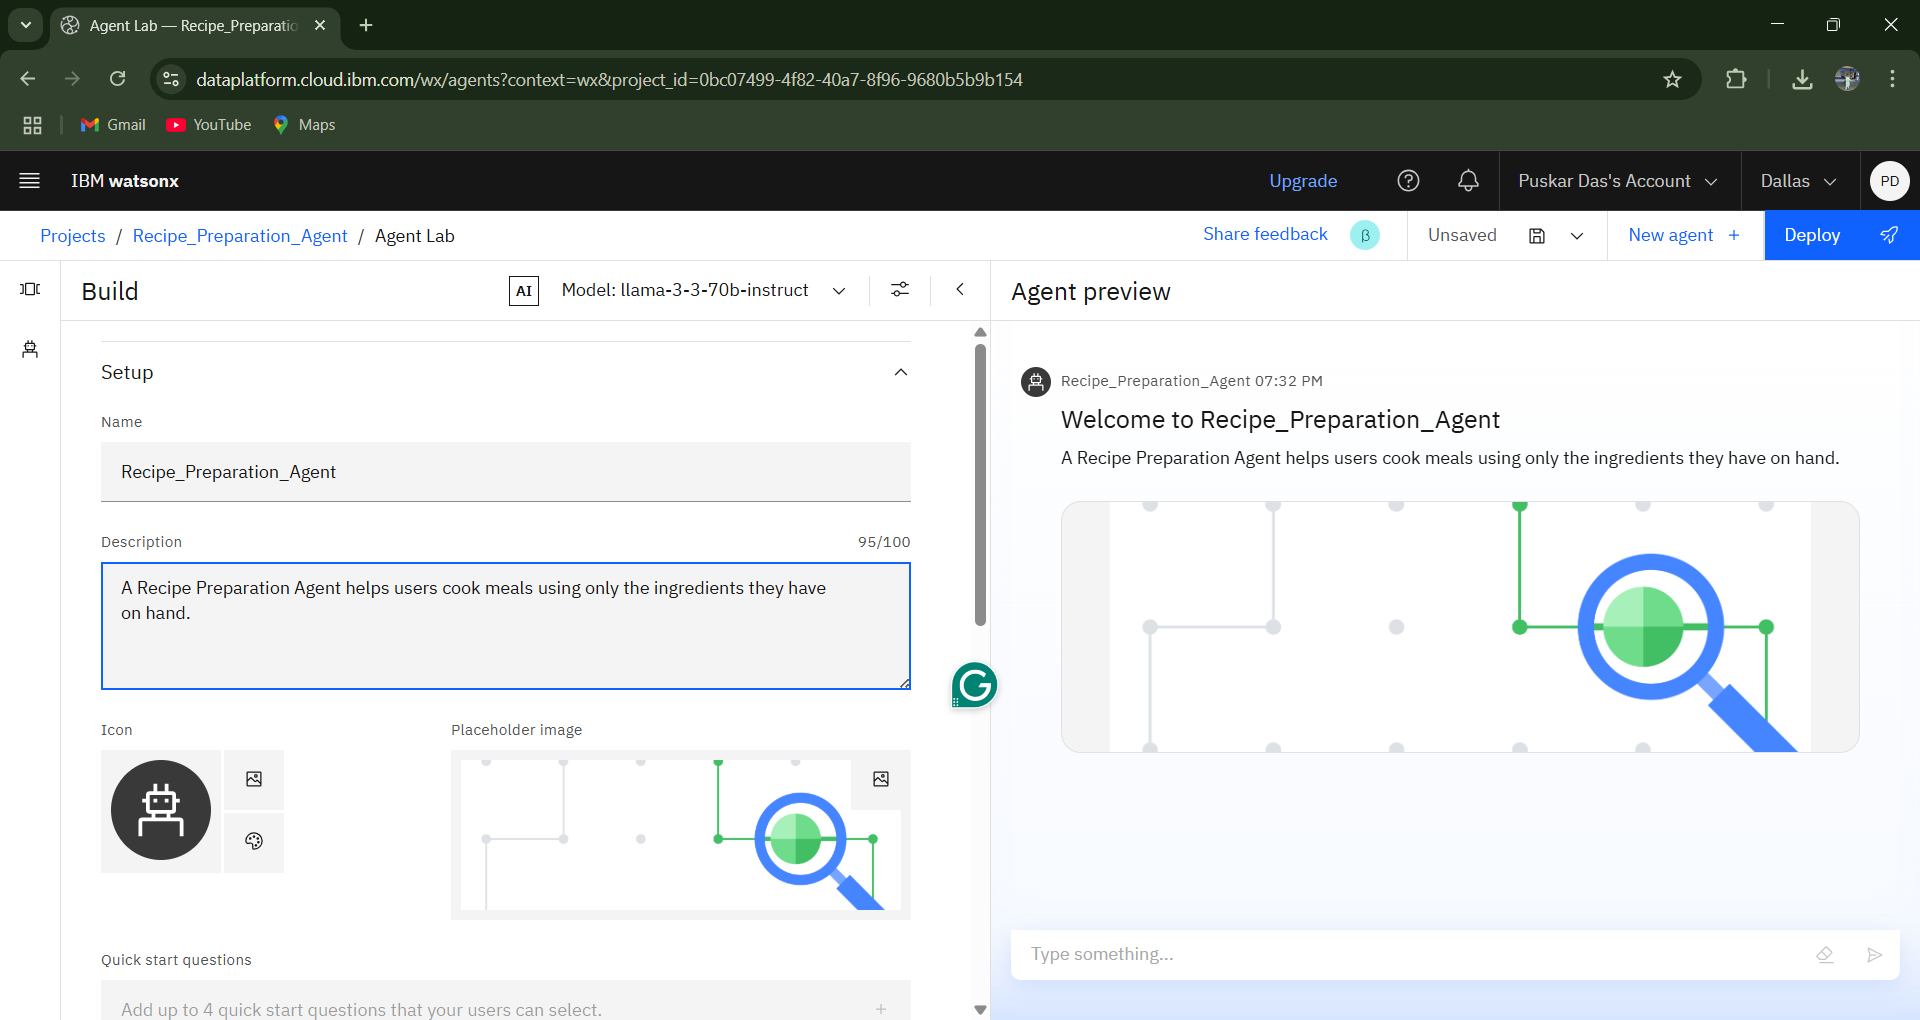 Agent Lab — Recipe_Preparatio
dataplatform.cloud.ibm.com/wx/agents?context=wx&project_id=0bc07499-4f82-40a7-8f96-9680b5b9b154
Gmail YouTube Maps
IBM watsonx
Upgrade
Puskar Das's Account
Dallas
PD
Projects / Recipe_Preparation_Agent / Agent Lab
Share feedback
β
Unsaved
New agent +
Deploy
Build
AI
Model: llama-3-3-70b-instruct
Agent preview
Setup
Name
Recipe_Preparation_Agent
Description
95/100
A Recipe Preparation Agent helps users cook meals using only the ingredients they have
on hand.
Icon
Placeholder image
Quick start questions
Add up to 4 quick start questions that your users can select.
Recipe_Preparation_Agent 07:32 PM
Welcome to Recipe_Preparation_Agent
A Recipe Preparation Agent helps users cook meals using only the ingredients they have on hand.
Type something...